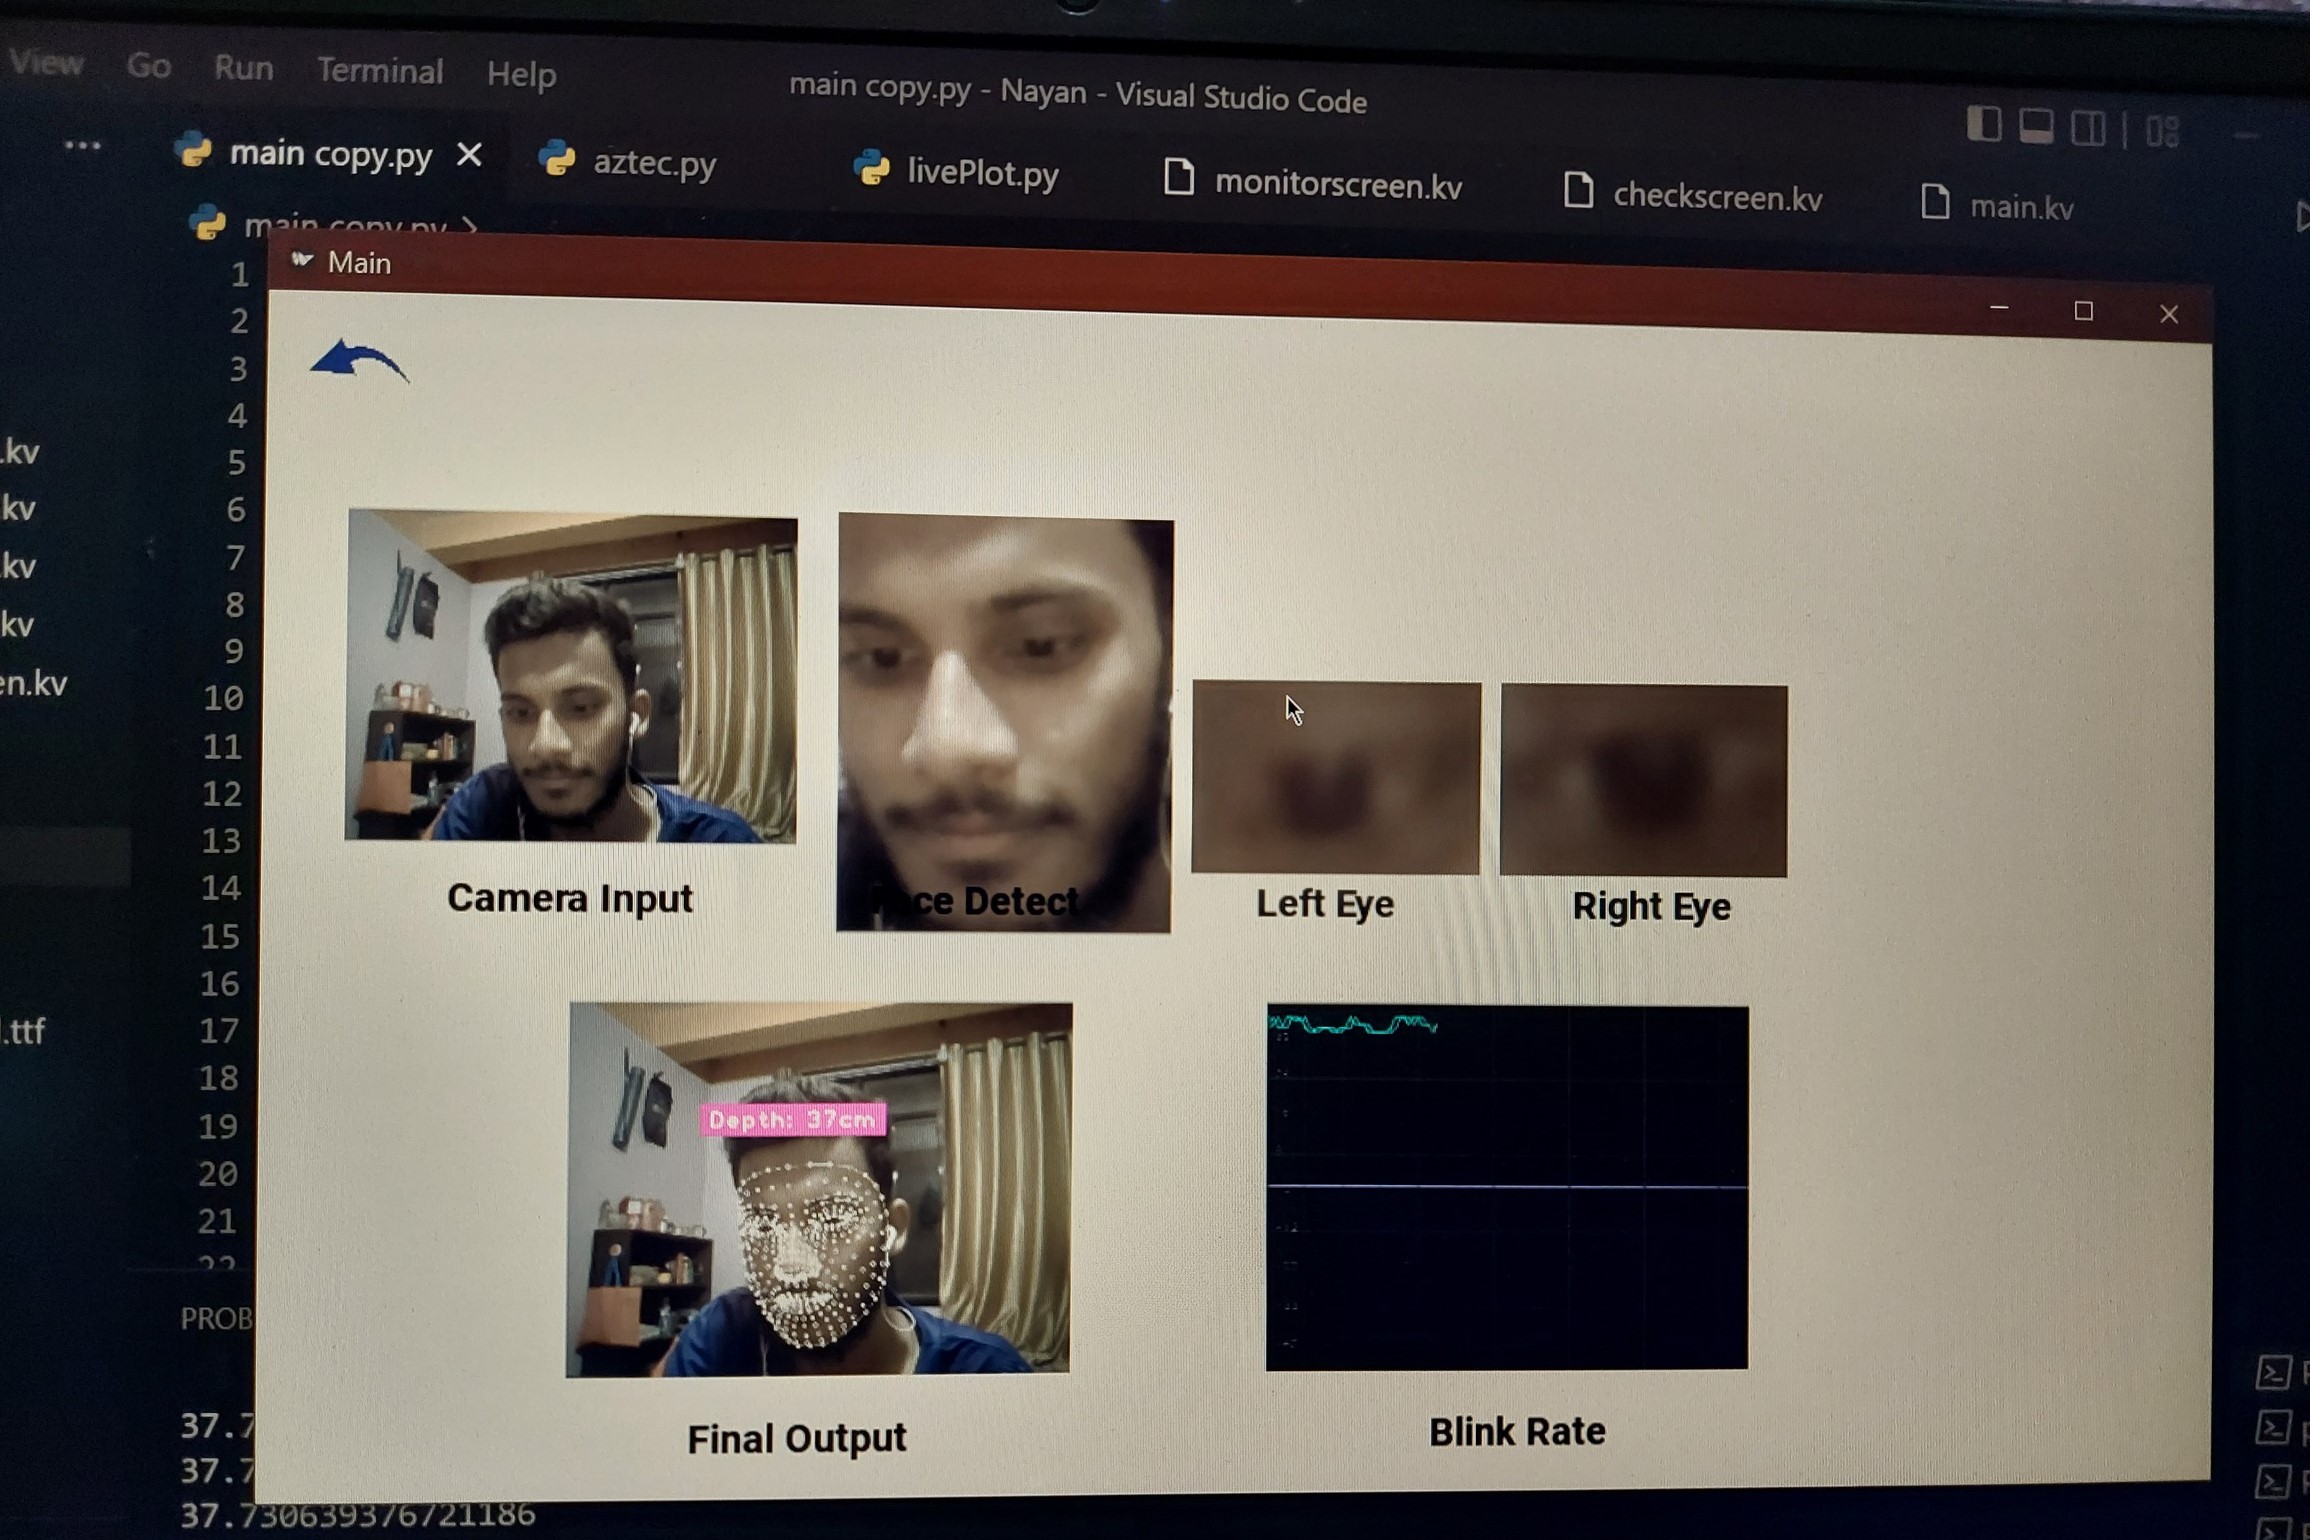 View Go Run Terminal Help
main copy.py - Nayan - Visual Studio Code
main copy.py
aztec.py
livePlot.py
monitorscreen.kv
checkscreen.kv
main.kv
main copy.py
Main
1
2
3
4
5
6
7
8
9
10
11
12
13
14
15
16
17
18
19
20
21
22
.kv
kv
kv
kv
en.kv
.ttf
Camera Input
Face Detect
Left Eye
Right Eye
Depth: 37cm
Final Output
Blink Rate
PROB
37.7
37.7
37.730639376721186